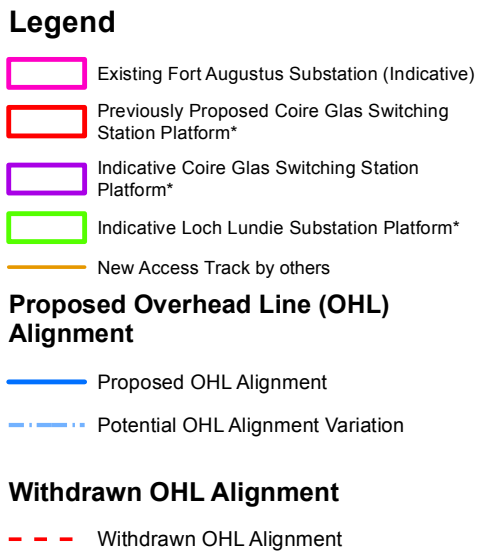 Legend
Existing Fort Augustus Substation (Indicative)
Previously Proposed Coire Glas Switching
Station Platform*
Indicative Coire Glas Switching Station
Platform*
Indicative Loch Lundie Substation Platform*
New Access Track by others
Proposed Overhead Line (OHL)
Alignment
Proposed OHL Alignment
Potential OHL Alignment Variation
Withdrawn OHL Alignment
Withdrawn OHL Alignment